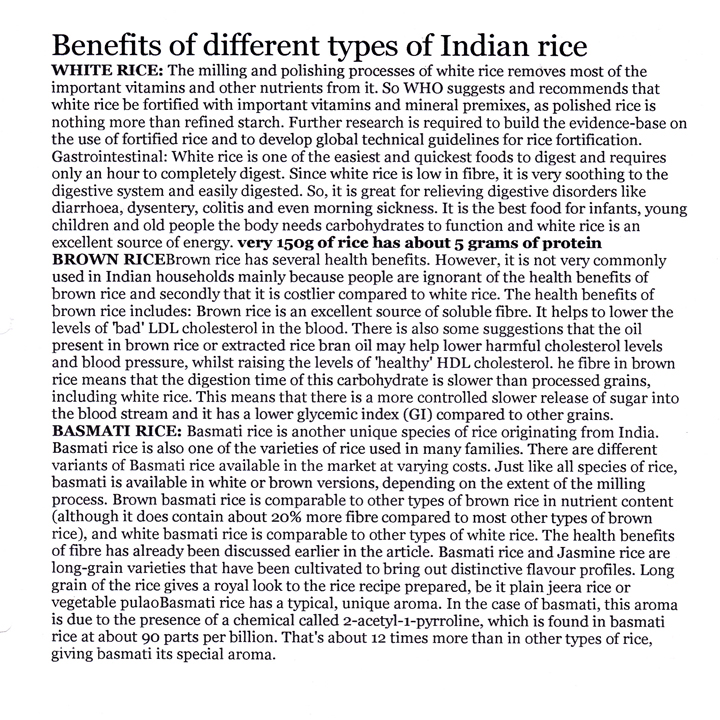 Benefits of different types of Indian rice
WHITE RICE: The milling and polishing processes of white rice removes most of the
important vitamins and other nutrients from it. So WHO suggests and recommends that
white rice be fortified with important vitamins and mineral premixes, as polished rice is
nothing more than refined starch. Further research is required to build the evidence-base on
the use of fortified rice and to develop global technical guidelines for rice fortification.
Gastrointestinal: White rice is one of the easiest and quickest foods to digest and requires
only an hour to completely digest. Since white rice is low in fibre, it is very soothing to the
digestive system and easily digested. So, it is great for relieving digestive disorders like
diarrhoea, dysentery, colitis and even morning sickness. It is the best food for infants, young
children and old people the body needs carbohydrates to function and white rice is an
excellent source of energy. very 150g of rice has about 5 grams of protein
BROWN RICEBrown rice has several health benefits. However, it is not very commonly
used in Indian households mainly because people are ignorant of the health benefits of
brown rice and secondly that it is costlier compared to white rice. The health benefits of
brown rice includes: Brown rice is an excellent source of soluble fibre. It helps to lower the
levels of 'bad' LDL cholesterol in the blood. There is also some suggestions that the oil
present in brown rice or extracted rice bran oil may help lower harmful cholesterol levels
and blood pressure, whilst raising the levels of 'healthy' HDL cholesterol. he fibre in brown
rice means that the digestion time of this carbohydrate is slower than processed grains,
including white rice. This means that there is a more controlled slower release of sugar into
the blood stream and it has a lower glycemic index (GI) compared to other grains.
BASMATI RICE: Basmati rice is another unique species of rice originating from India.
Basmati rice is also one of the varieties of rice used in many families. There are different
variants of Basmati rice available in the market at varying costs. Just like all species of rice,
basmati is available in white or brown versions, depending on the extent of the milling
process. Brown basmati rice is comparable to other types of brown rice in nutrient content
(although it does contain about 20% more fibre compared to most other types of brown
rice), and white basmati rice is comparable to other types of white rice. The health benefits
of fibre has already been discussed earlier in the article. Basmati rice and Jasmine rice are
long-grain varieties that have been cultivated to bring out distinctive flavour profiles. Long
grain of the rice gives a royal look to the rice recipe prepared, be it plain jeera rice or
vegetable pulaoBasmati rice has a typical, unique aroma. In the case of basmati, this aroma
is due to the presence of a chemical called 2-acetyl-1-pyrroline, which is found in basmati
rice at about 90 parts per billion. That's about 12 times more than in other types of rice,
giving basmati its special aroma.